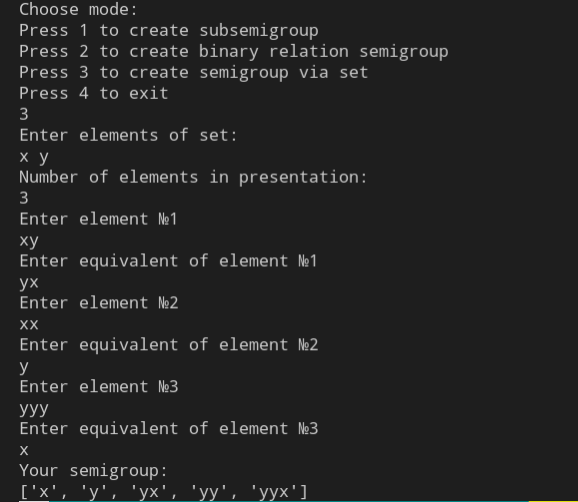 Choose mode:
Press 1 to create subsemigroup
Press 2 to create binary relation semigroup
Press 3 to create semigroup via set
Press 4 to exit
3
Enter elements of set:
x y
Number of elements in presentation:
3
Enter element №1
xy
Enter equivalent of element №1
yx
Enter element №2
xx
Enter equivalent of element №2
y
Enter element №3
yyy
Enter equivalent of element №3
x
Your semigroup:
['x', 'y', 'yx', 'yy', 'yyx']